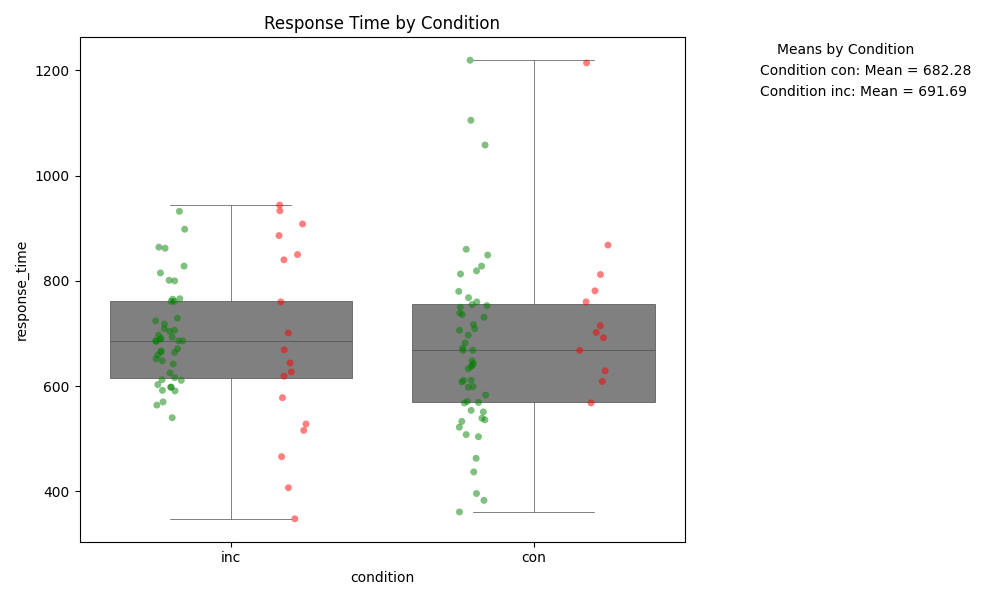 Response Time by Condition
Means by Condition
Condition con: Mean = 682.28
Condition inc: Mean = 691.69
1200
1000
800
600
400
response_time
inc con
condition